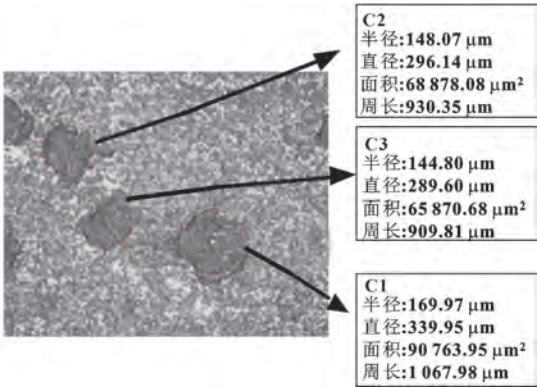 C2
半径:148.07 μm
直径:296.14 μm
面积:68 878.08 μm²
周长:930.35 μm
C3
半径:144.80 μm
直径:289.60 μm
面积:65 870.68 μm²
周长:909.81 μm
C1
半径:169.97 μm
直径:339.95 μm
面积:90 763.95 μm²
周长:1 067.98 μm